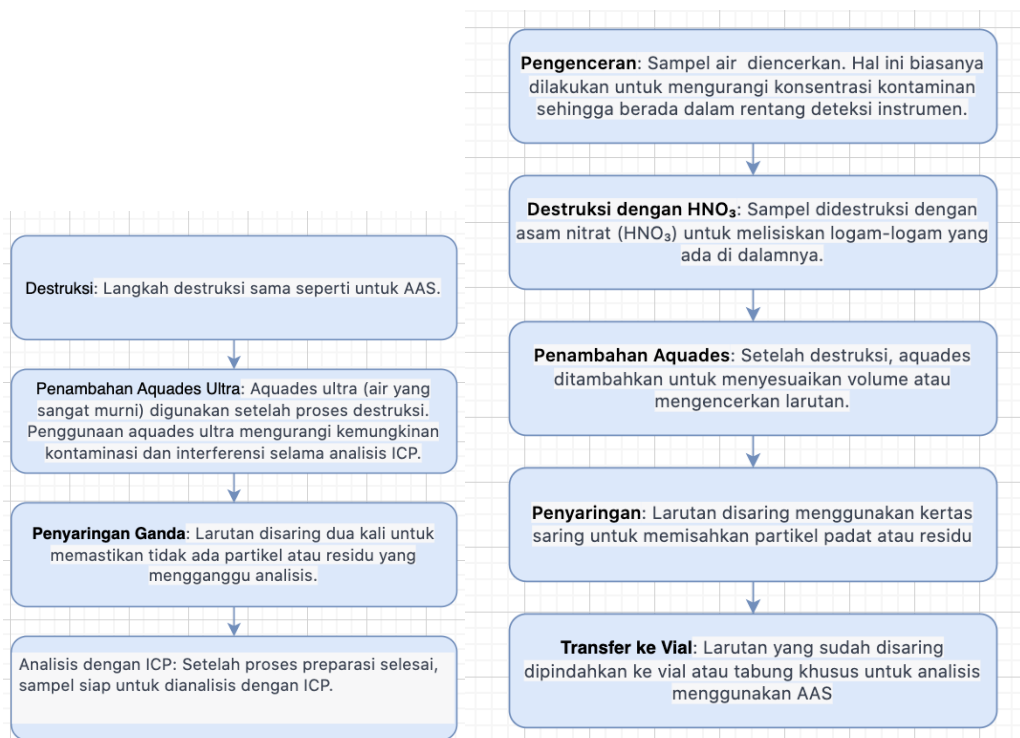 Destruksi: Langkah destruksi sama seperti untuk AAS.
Penambahan Aquades Ultra: Aquades ultra (air yang
sangat murni) digunakan setelah proses destruksi.
Penggunaan aquades ultra mengurangi kemungkinan
kontaminasi dan interferensi selama analisis ICP.
Penyaringan Ganda: Larutan disaring dua kali untuk
memastikan tidak ada partikel atau residu yang
mengganggu analisis.
Analisis dengan ICP: Setelah proses preparasi selesai,
sampel siap untuk dianalisis dengan ICP.
Pengenceran: Sampel air  diencerkan. Hal ini biasanya
dilakukan untuk mengurangi konsentrasi kontaminan
sehingga berada dalam rentang deteksi instrumen.
Destruksi dengan HNO₃: Sampel didestruksi dengan
asam nitrat (HNO₃) untuk melisiskan logam-logam yang
ada di dalamnya.
Penambahan Aquades: Setelah destruksi, aquades
ditambahkan untuk menyesuaikan volume atau
mengencerkan larutan.
Penyaringan: Larutan disaring menggunakan kertas
saring untuk memisahkan partikel padat atau residu
Transfer ke Vial: Larutan yang sudah disaring
dipindahkan ke vial atau tabung khusus untuk analisis
menggunakan AAS